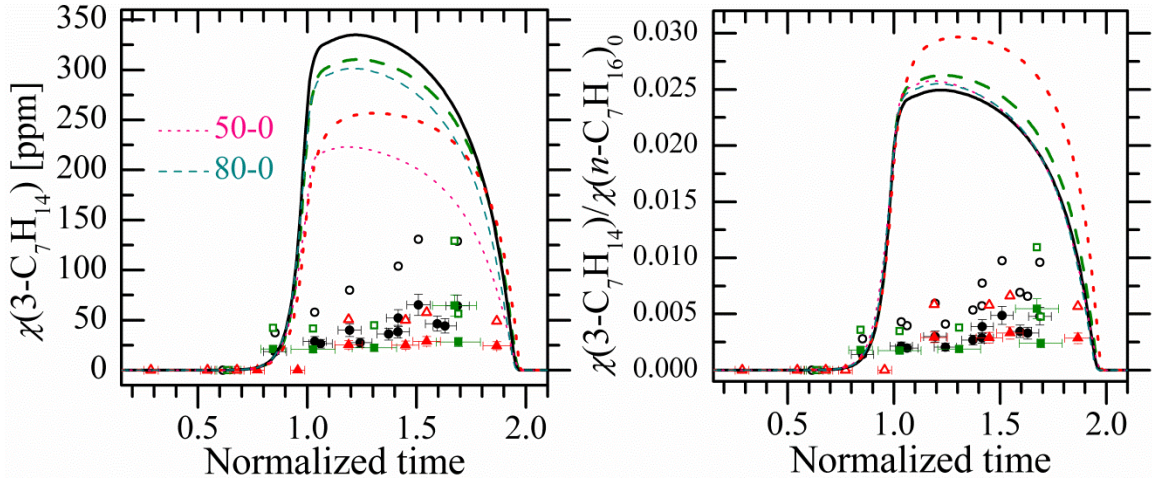 χ(3-C₇H₁₄) [ppm]
350
300
250
200
150
100
50
0
50-0
80-0
0.5 1.0 1.5 2.0
Normalized time
χ(3-C₇H₁₄)/χ(n-C₇H₁₆)₀
0.030
0.025
0.020
0.015
0.010
0.005
0.000
0.5 1.0 1.5 2.0
Normalized time